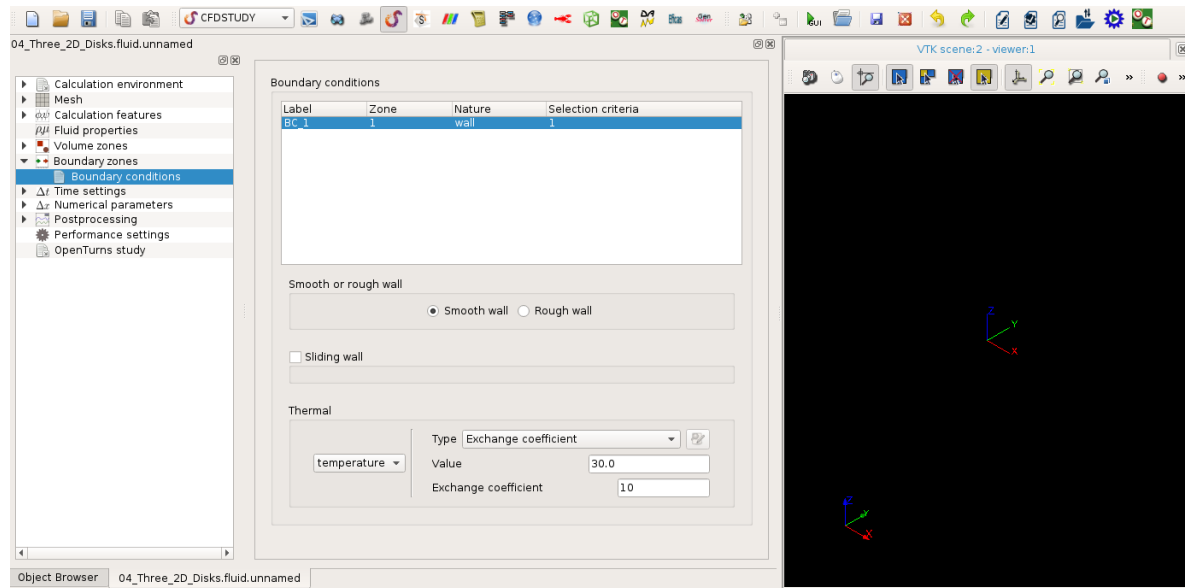 CFDSTUDY
GUI
04_Three_2D_Disks.fluid.unnamed
VTK scene:2 - viewer:1
Calculation environment
Mesh
Calculation features
Fluid properties
Volume zones
Boundary zones
Boundary conditions
Δt Time settings
Δx Numerical parameters
Postprocessing
Performance settings
OpenTurns study
Boundary conditions
Label Zone Nature Selection criteria
BC_1 1 wall 1
Smooth or rough wall
Smooth wall Rough wall
Sliding wall
Thermal
temperature
Type Exchange coefficient
Value 30.0
Exchange coefficient 10
»
»
Z
Y
X
Z
Y
X
Object Browser 04_Three_2D_Disks.fluid.unnamed